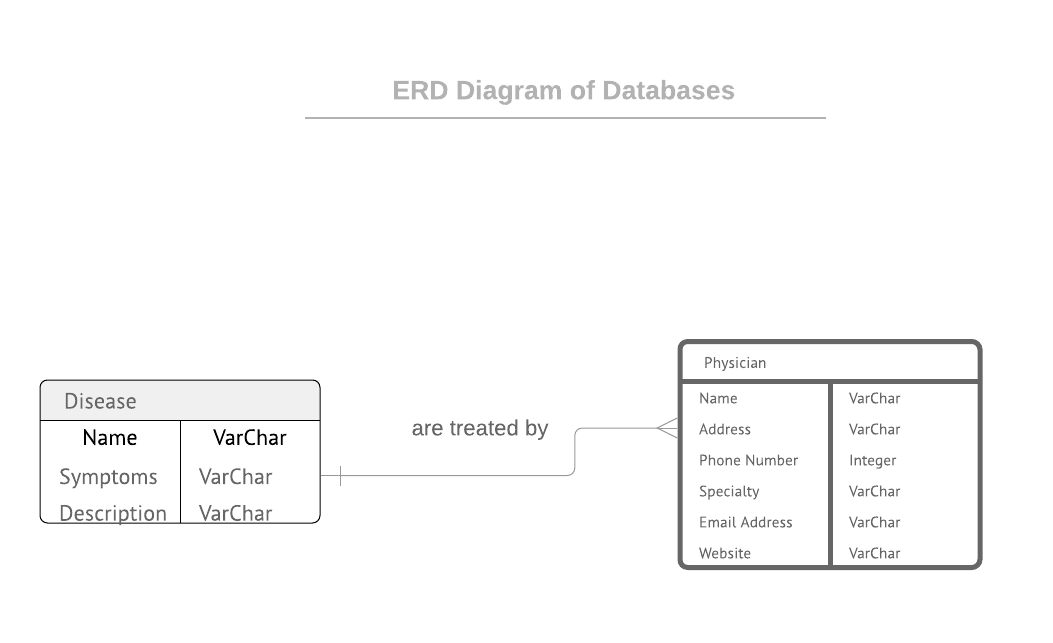 ERD Diagram of Databases
Disease
Name VarChar
Symptoms VarChar
Description VarChar
are treated by
Physician
Name VarChar
Address VarChar
Phone Number Integer
Specialty VarChar
Email Address VarChar
Website VarChar